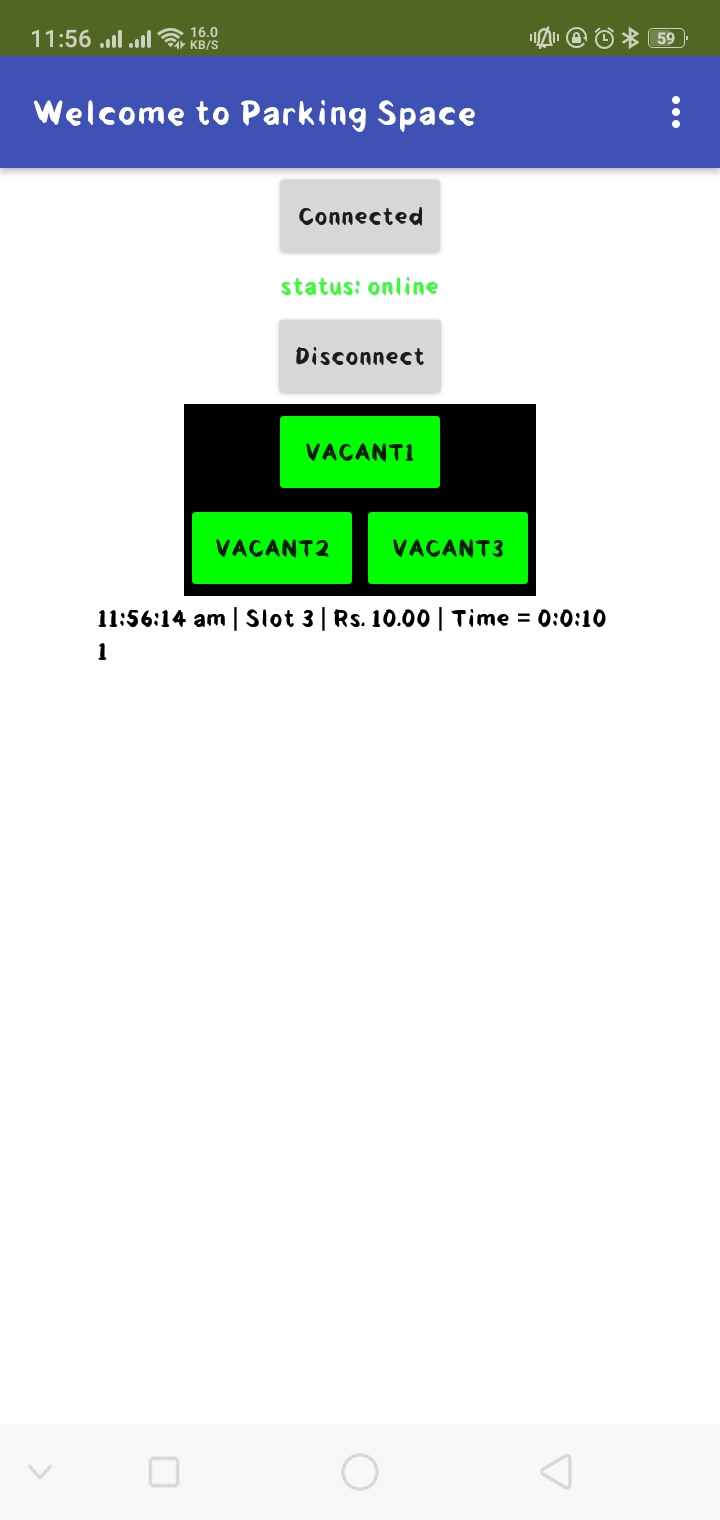 11:56 16.0 KB/S 59
Welcome to Parking Space
Connected
status: online
Disconnect
VACANT1
VACANT2 VACANT3
11:56:14 am | Slot 3 | Rs. 10.00 | Time = 0:0:10
1